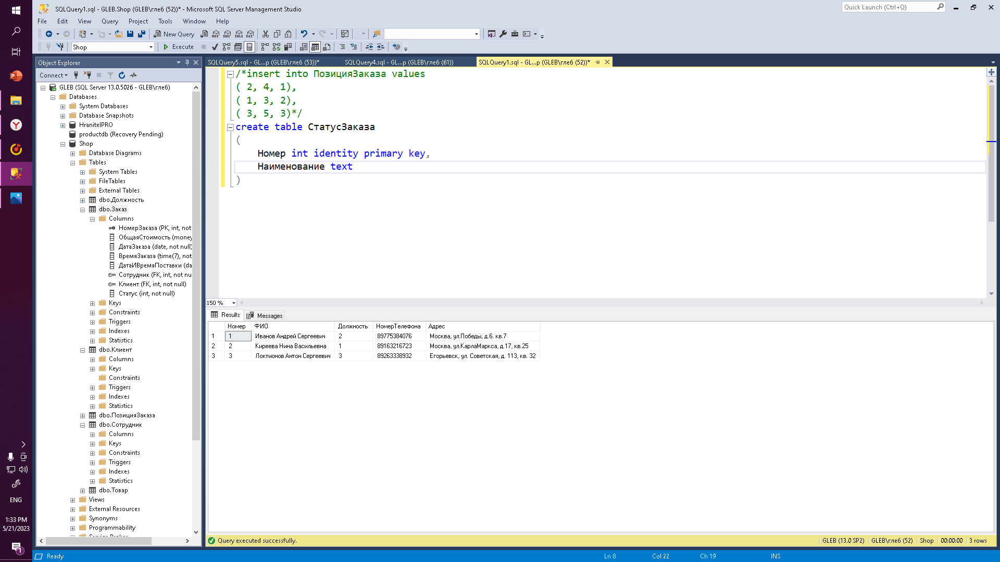 SQLQuery1.sql - GLEB.Shop (GLEB\глеб (52))* - Microsoft SQL Server Management Studio
Quick Launch (Ctrl+Q)
File Edit View Query Project Tools Window Help
New Query
Shop
Execute
Object Explorer
Connect
GLEB (SQL Server 13.0.5026 - GLEB\глеб)
Databases
System Databases
Database Snapshots
HranitelPRO
productdb (Recovery Pending)
Shop
Database Diagrams
Tables
System Tables
FileTables
External Tables
dbo.Должность
dbo.Заказ
Columns
НомерЗаказа (PK, int, not
ОбщаяСтоимость (money
ДатаЗаказа (date, not null)
ВремяЗаказа (time(7), not
ДатаИВремяПоставки (da
Сотрудник (FK, int, not nu
Клиент (FK, int, not null)
Статус (int, not null)
Keys
Constraints
Triggers
Indexes
Statistics
dbo.Клиент
Columns
Keys
Constraints
Triggers
Indexes
Statistics
dbo.ПозицияЗаказа
dbo.Сотрудник
Columns
Keys
Constraints
Triggers
Indexes
Statistics
dbo.Товар
Views
External Resources
Synonyms
Programmability
SQLQuery5.sql - GL...p (GLEB\глеб (53))* SQLQuery4.sql - GL...p (GLEB\глеб (61)) SQLQuery1.sql - GL...p (GLEB\глеб (52))*
/*insert into ПозицияЗаказа values
( 2, 4, 1),
( 1, 3, 2),
( 3, 5, 3)*/
create table СтатусЗаказа
(
Номер int identity primary key,
Наименование text
)
150 %
Results Messages
Номер ФИО Должность НомерТелефона Адрес
1 1 Иванов Андрей Сергеевич 2 89775384076 Москва, ул.Победы, д.6. кв.7
2 2 Киреева Нина Васильевна 1 89163216723 Москва, ул.КарлаМаркса, д.17, кв.25
3 3 Локтионов Антон Сергеевич 3 89263338932 Егорьевск, ул. Советская, д. 113, кв. 32
Query executed successfully. GLEB (13.0 SP2) GLEB\глеб (52) Shop 00:00:00 3 rows
Ready Ln 8 Col 22 Ch 19 INS
ENG
1:33 PM
5/21/2023
1